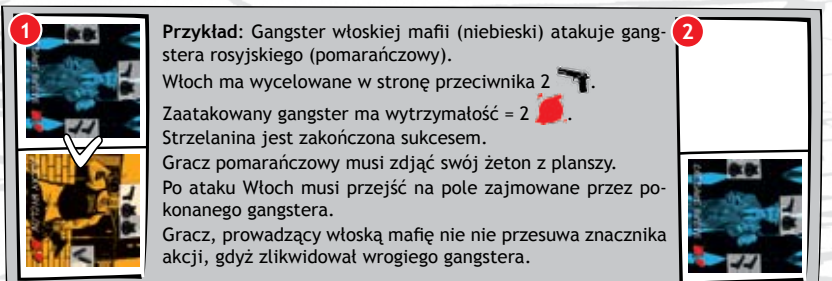 1
Przykład: Gangster włoskiej mafii (niebieski) atakuje gang-
stera rosyjskiego (pomarańczowy).
Włoch ma wycelowane w stronę przeciwnika 2 .
Zaatakowany gangster ma wytrzymałość = 2 .
Strzelanina jest zakończona sukcesem.
Gracz pomarańczowy musi zdjąć swój żeton z planszy.
Po ataku Włoch musi przejść na pole zajmowane przez po-
konanego gangstera.
Gracz, prowadzący włoską mafię nie nie przesuwa znacznika
akcji, gdyż zlikwidował wrogiego gangstera.
2